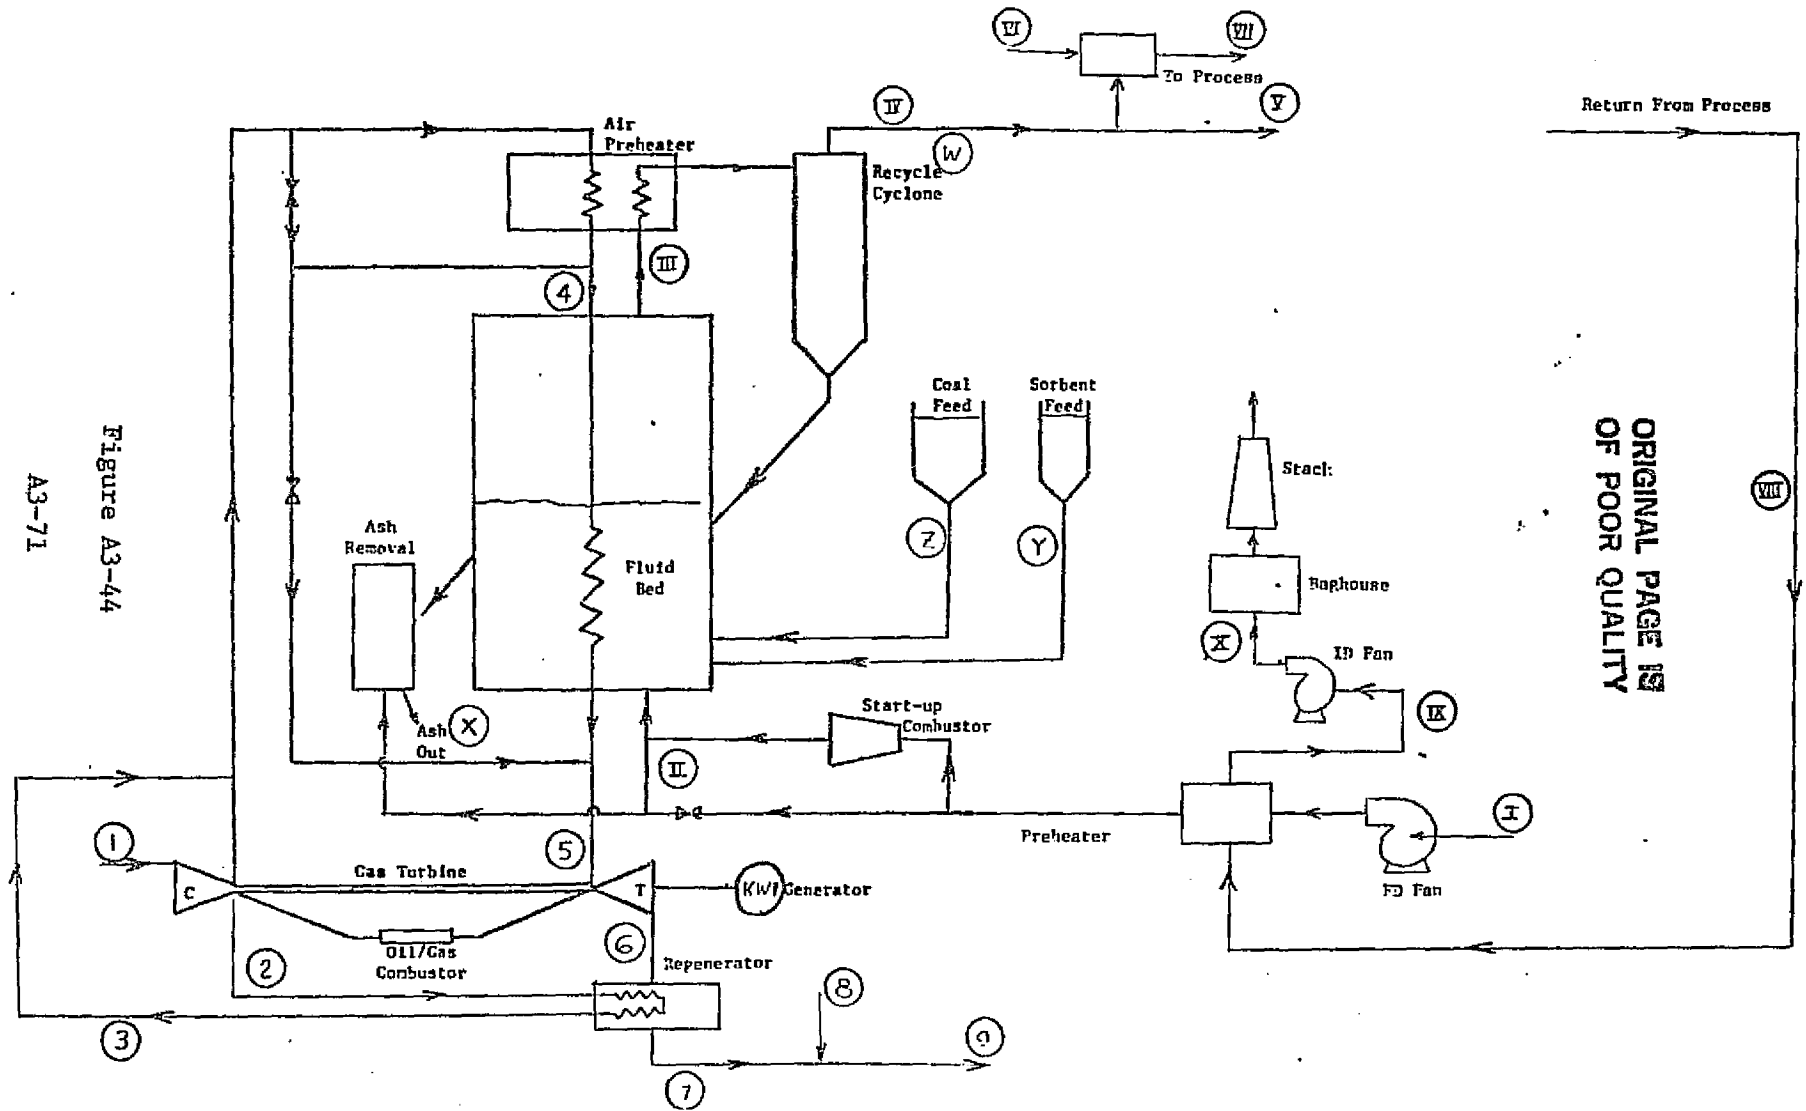 VI
VII
To Process
IV
V
W
Return From Process
Air
Preheater
Recycle
Cyclone
III
4
Coal
Feed
Sorbent
Feed
Stack
VIII
ORIGINAL PAGE IS
OF POOR QUALITY
Figure A3-44
A3-71
Ash
Removal
Fluid
Bed
Z
Y
Baghouse
X
ID Fan
IX
Ash
Out
X
Start-up
Combustor
II
Preheater
I
FD Fan
1
5
C
Gas Turbine
T
KW
Generator
6
Oil/Gas
Combustor
2
Regenerator
8
3
7
9